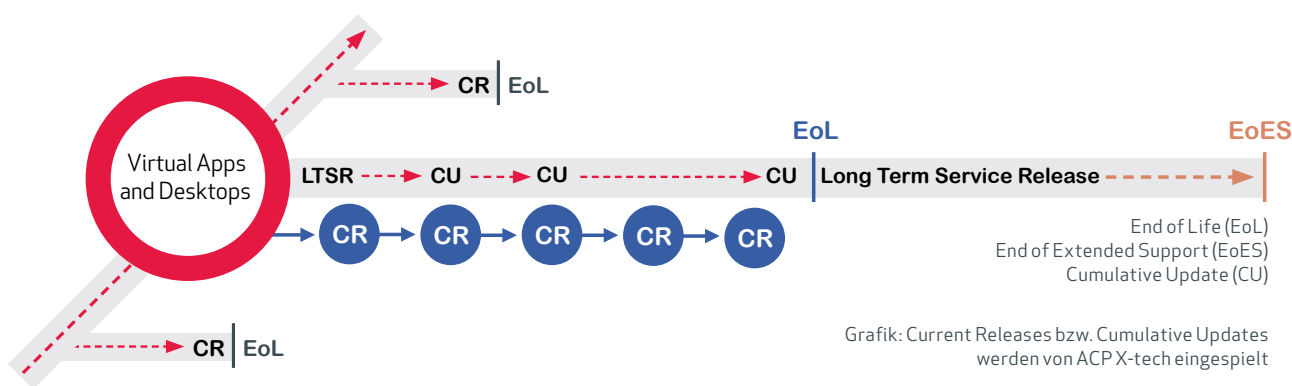 CR EoL
Virtual Apps
and Desktops
EoL
EoES
LTSR CU CU CU Long Term Service Release
CR CR CR CR CR
End of Life (EoL)
End of Extended Support (EoES)
Cumulative Update (CU)
CR EoL
Grafik: Current Releases bzw. Cumulative Updates
werden von ACP X-tech eingespielt